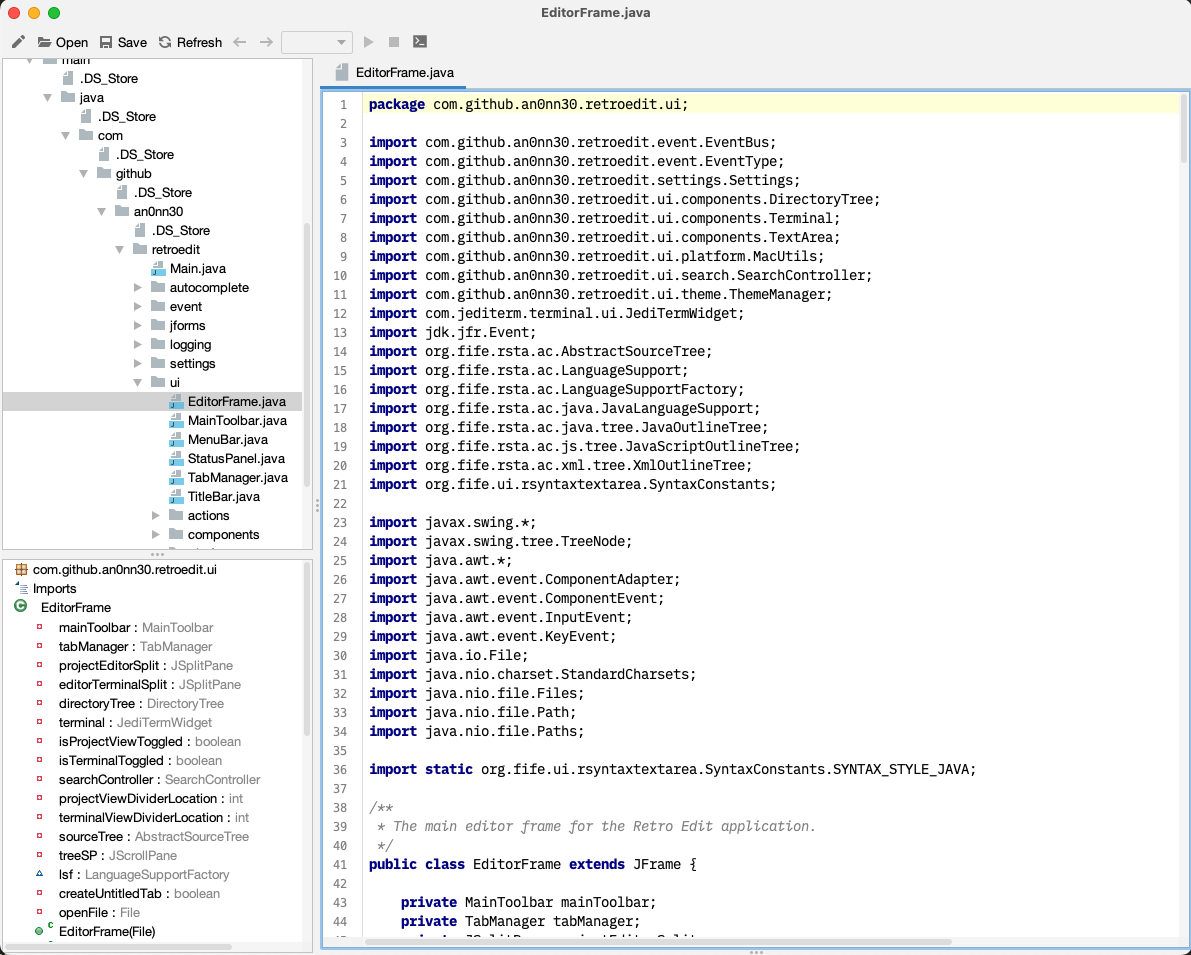 EditorFrame.java
Open Save Refresh
main
.DS_Store
java
.DS_Store
com
.DS_Store
github
.DS_Store
an0nn30
.DS_Store
retroedit
Main.java
autocomplete
event
jforms
logging
settings
ui
EditorFrame.java
MainToolbar.java
MenuBar.java
StatusPanel.java
TabManager.java
TitleBar.java
actions
components
com.github.an0nn30.retroedit.ui
Imports
EditorFrame
mainToolbar : MainToolbar
tabManager : TabManager
projectEditorSplit : JSplitPane
editorTerminalSplit : JSplitPane
directoryTree : DirectoryTree
terminal : JediTermWidget
isProjectViewToggled : boolean
isTerminalToggled : boolean
searchController : SearchController
projectViewDividerLocation : int
terminalViewDividerLocation : int
sourceTree : AbstractSourceTree
treeSP : JScrollPane
lsf : LanguageSupportFactory
createUntitledTab : boolean
openFile : File
EditorFrame(File)
EditorFrame.java
1 package com.github.an0nn30.retroedit.ui;
2
3 import com.github.an0nn30.retroedit.event.EventBus;
4 import com.github.an0nn30.retroedit.event.EventType;
5 import com.github.an0nn30.retroedit.settings.Settings;
6 import com.github.an0nn30.retroedit.ui.components.DirectoryTree;
7 import com.github.an0nn30.retroedit.ui.components.Terminal;
8 import com.github.an0nn30.retroedit.ui.components.TextArea;
9 import com.github.an0nn30.retroedit.ui.platform.MacUtils;
10 import com.github.an0nn30.retroedit.ui.search.SearchController;
11 import com.github.an0nn30.retroedit.ui.theme.ThemeManager;
12 import com.jediterm.terminal.ui.JediTermWidget;
13 import jdk.jfr.Event;
14 import org.fife.rsta.ac.AbstractSourceTree;
15 import org.fife.rsta.ac.LanguageSupport;
16 import org.fife.rsta.ac.LanguageSupportFactory;
17 import org.fife.rsta.ac.java.JavaLanguageSupport;
18 import org.fife.rsta.ac.java.tree.JavaOutlineTree;
19 import org.fife.rsta.ac.js.tree.JavaScriptOutlineTree;
20 import org.fife.rsta.ac.xml.tree.XmlOutlineTree;
21 import org.fife.ui.rsyntaxtextarea.SyntaxConstants;
22
23 import javax.swing.*;
24 import javax.swing.tree.TreeNode;
25 import java.awt.*;
26 import java.awt.event.ComponentAdapter;
27 import java.awt.event.ComponentEvent;
28 import java.awt.event.InputEvent;
29 import java.awt.event.KeyEvent;
30 import java.io.File;
31 import java.nio.charset.StandardCharsets;
32 import java.nio.file.Files;
33 import java.nio.file.Path;
34 import java.nio.file.Paths;
35
36 import static org.fife.ui.rsyntaxtextarea.SyntaxConstants.SYNTAX_STYLE_JAVA;
37
38 /**
39 * The main editor frame for the Retro Edit application.
40 */
41 public class EditorFrame extends JFrame {
42
43 private MainToolbar mainToolbar;
44 private TabManager tabManager;